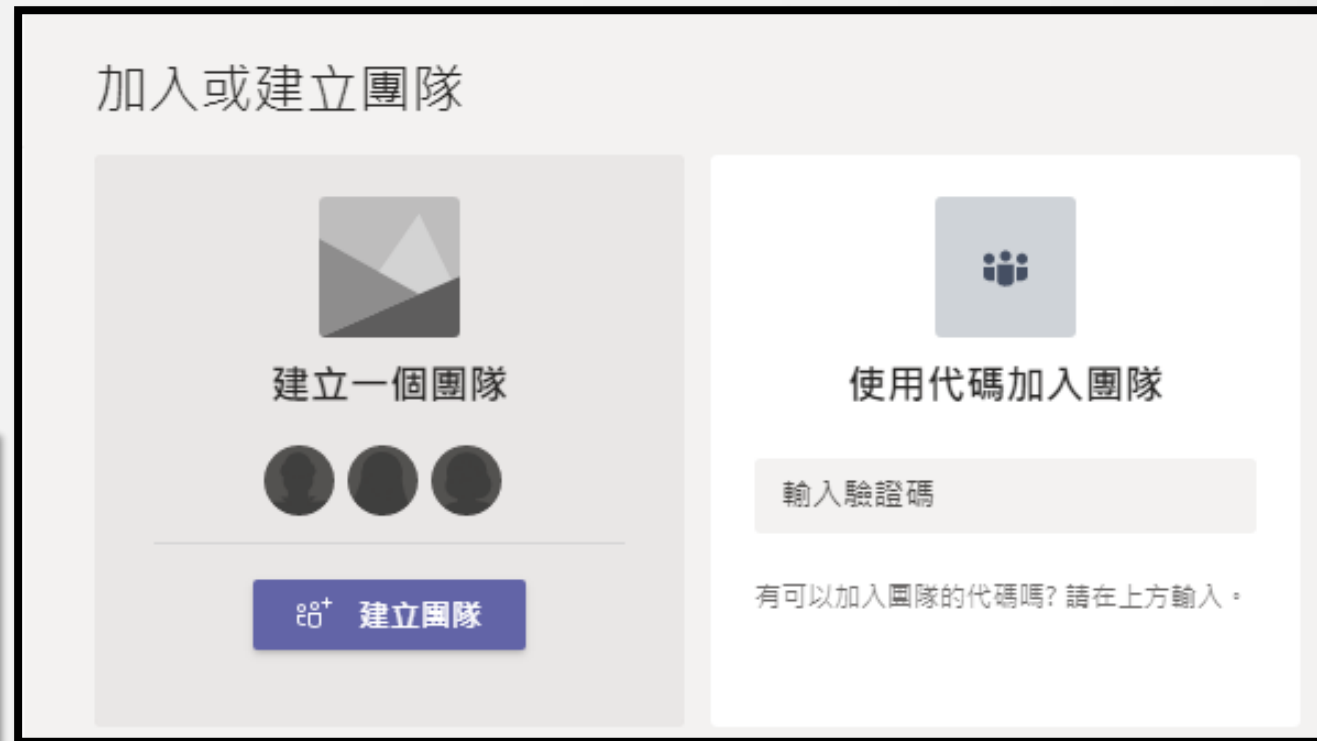 加入或建立團隊
建立一個團隊
建立團隊
使用代碼加入團隊
輸入驗證碼
有可以加入團隊的代碼嗎? 請在上方輸入。